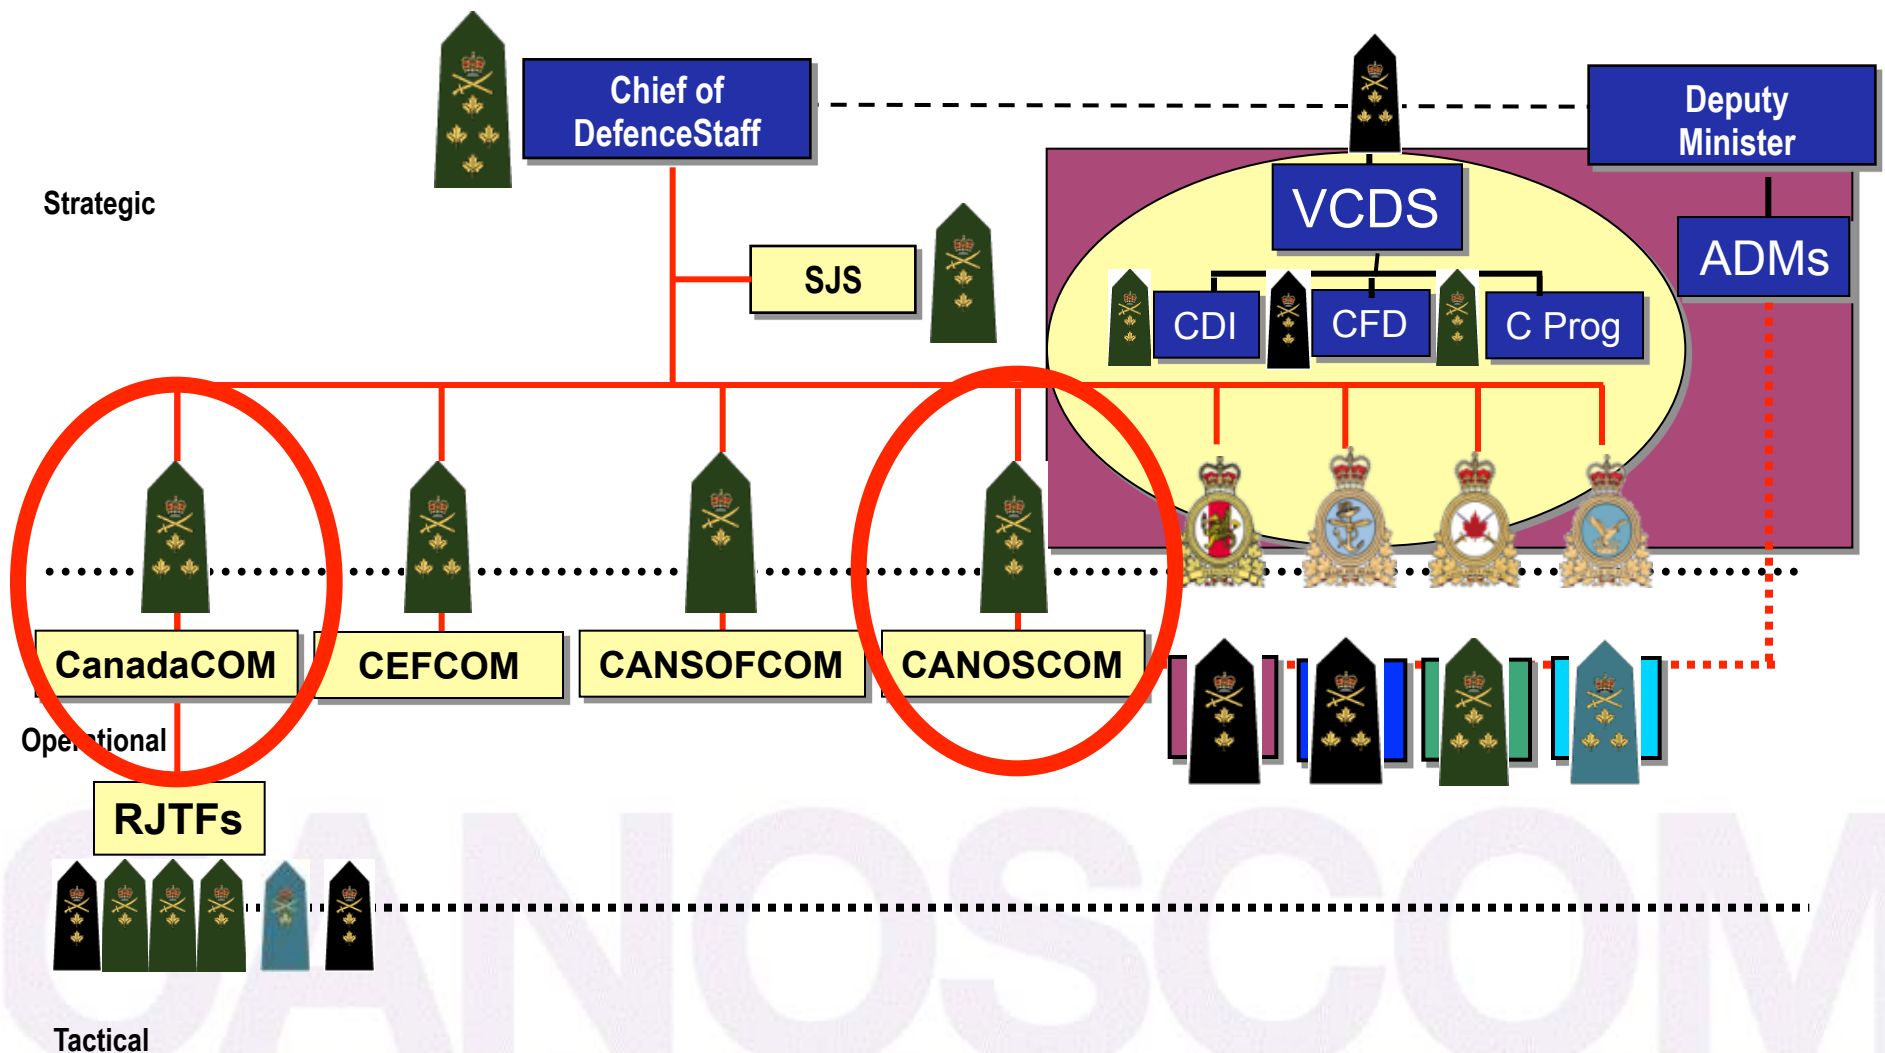 Chief of
DefenceStaff
Deputy
Minister
Strategic
VCDS
ADMs
SJS
CDI
CFD
C Prog
CanadaCOM
CEFCOM
CANSOFCOM
CANOSCOM
Operational
RJTFs
CANOSCOM
Tactical